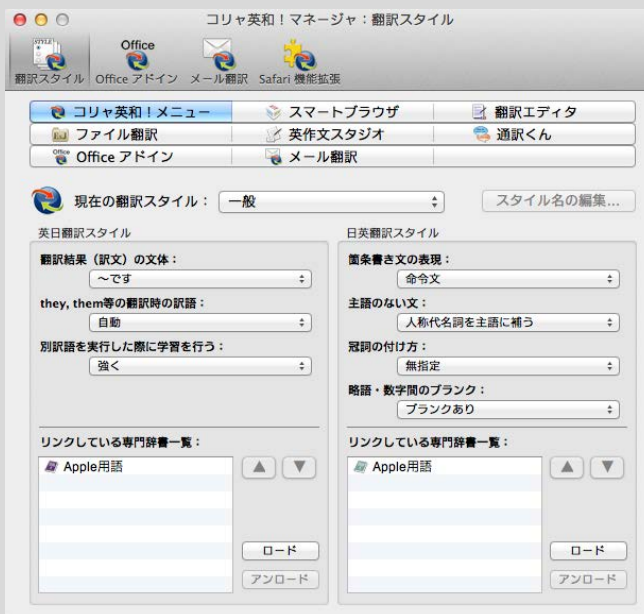 コリャ英和！マネージャ：翻訳スタイル
STYLE
Office
翻訳スタイル Office アドイン メール翻訳 Safari 機能拡張
コリャ英和！メニュー スマートブラウザ 翻訳エディタ
ファイル翻訳 英作文スタジオ 通訳くん
Office
Office アドイン メール翻訳
現在の翻訳スタイル： 一般 スタイル名の編集...
英日翻訳スタイル
翻訳結果（訳文）の文体：
〜です
they, them等の翻訳時の訳語：
自動
別訳語を実行した際に学習を行う：
強く
リンクしている専門辞書一覧：
Apple用語
ロード
アンロード
日英翻訳スタイル
箇条書き文の表現：
命令文
主語のない文：
人称代名詞を主語に補う
冠詞の付け方：
無指定
略語・数字間のブランク：
ブランクあり
リンクしている専門辞書一覧：
Apple用語
ロード
アンロード